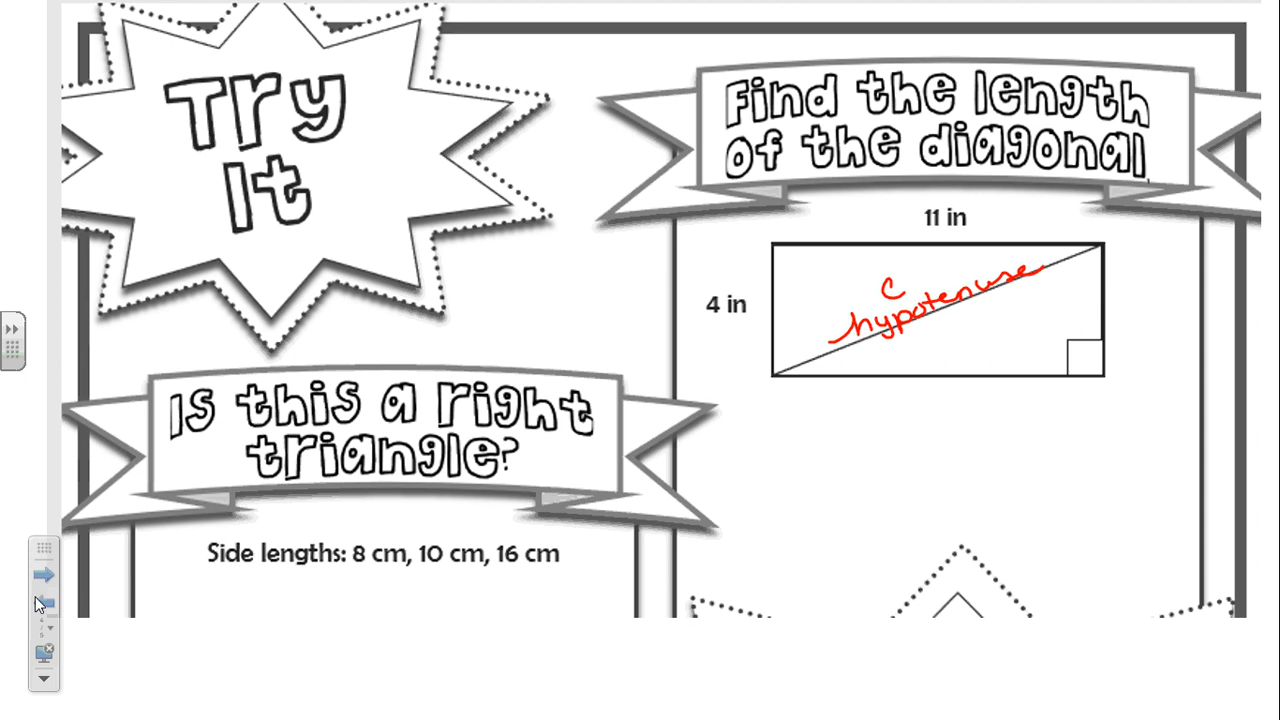 Try
It
Find the length
of the diagonal
11 in
4 in
c
hypotenuse
Is this a right
triangle?
Side lengths: 8 cm, 10 cm, 16 cm